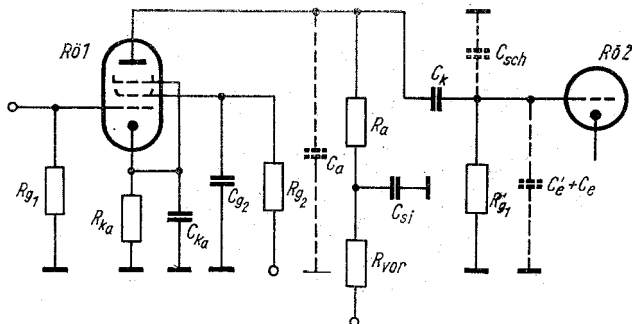 Rö1
Rg1
Rka
Cka
Cg2
Rg2
Ca
Ra
Csi
Rvor
Ck
Csch
R'g1
C'e + Ce
Rö2